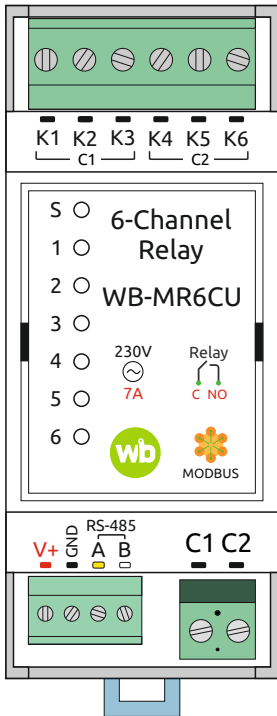 K1 K2 K3 K4 K5 K6
C1 C2
S
6-Channel
Relay
WB-MR6CU
1
2
3
4
5
6
230V
7A
Relay
C NO
wb
MODBUS
RS-485
V+ GND A B
C1 C2